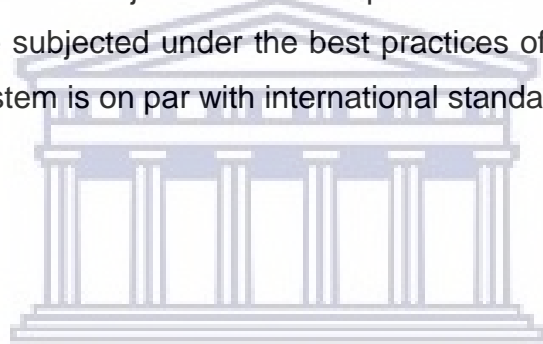 subjected under the best practices of
stem is on par with international standa